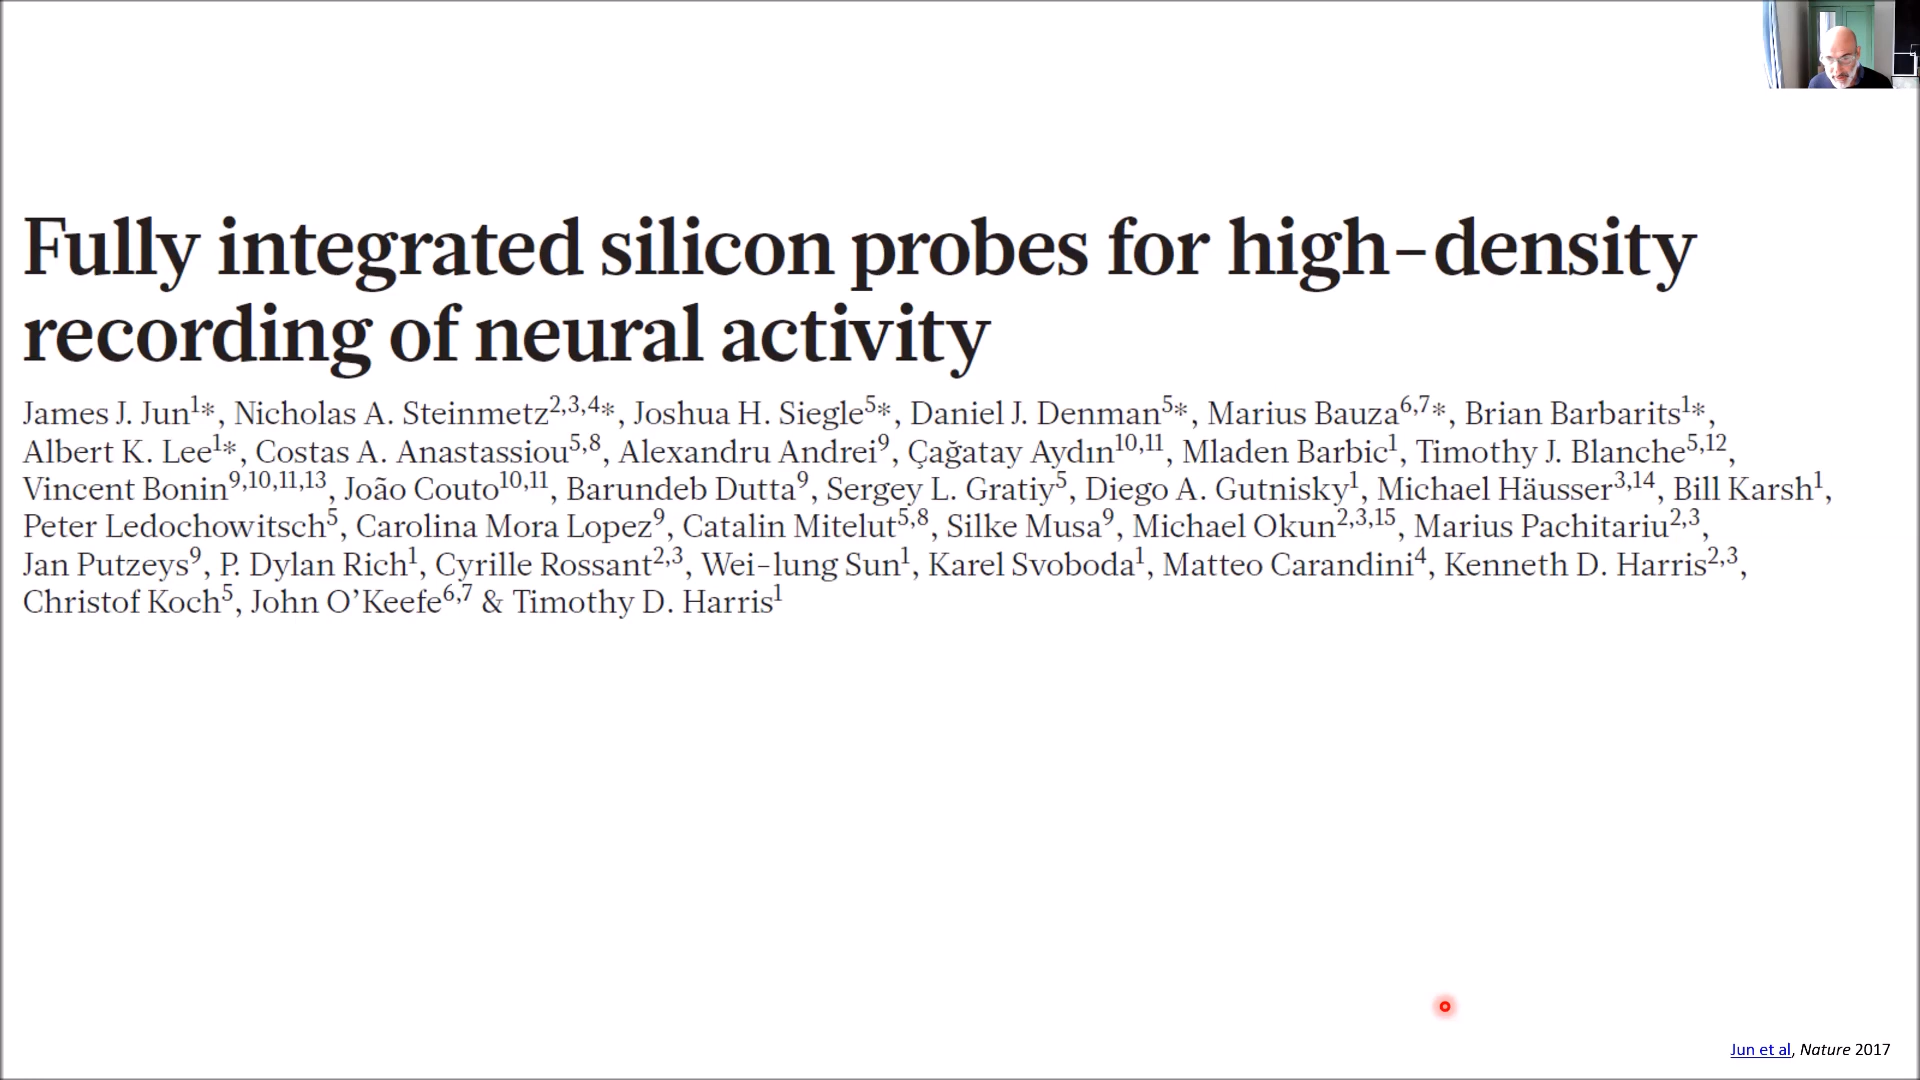 Fully integrated silicon probes for high-density
recording of neural activity
James J. Jun1*, Nicholas A. Steinmetz2,3,4*, Joshua H. Siegle5*, Daniel J. Denman5*, Marius Bauza6,7*, Brian Barbarits1*,
Albert K. Lee1*, Costas A. Anastassiou5,8, Alexandru Andrei9, Çağatay Aydın10,11, Mladen Barbic1, Timothy J. Blanche5,12,
Vincent Bonin9,10,11,13, João Couto10,11, Barundeb Dutta9, Sergey L. Gratiy5, Diego A. Gutnisky1, Michael Häusser3,14, Bill Karsh1,
Peter Ledochowitsch5, Carolina Mora Lopez9, Catalin Mitelut5,8, Silke Musa9, Michael Okun2,3,15, Marius Pachitariu2,3,
Jan Putzeys9, P. Dylan Rich1, Cyrille Rossant2,3, Wei-lung Sun1, Karel Svoboda1, Matteo Carandini4, Kenneth D. Harris2,3,
Christof Koch5, John O’Keefe6,7 & Timothy D. Harris1
Jun et al, Nature 2017